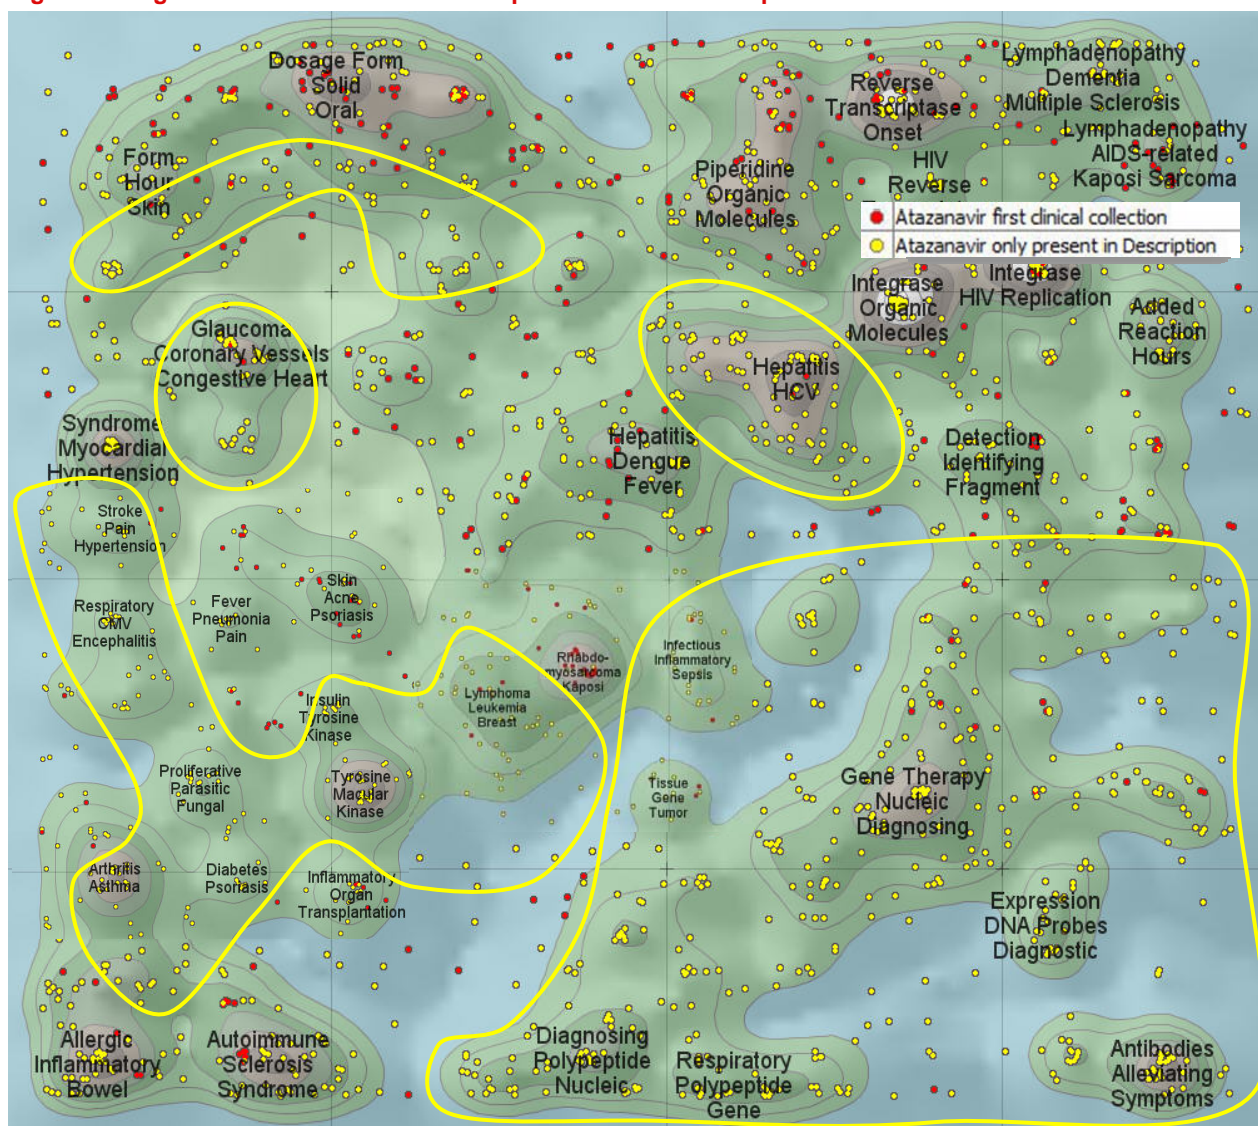 Dosage Form
Solid
Oral
Reverse
Transcriptase
Onset
Lymphadenopathy
Dementia
Multiple Sclerosis
Lymphadenopathy
AIDS-related
Kaposi Sarcoma
Form
Hour
Skin
Piperidine
Organic
Molecules
HIV
Reverse
Atazanavir first clinical collection
Atazanavir only present in Description
Integrase
Organic
Molecules
Integrase
HIV Replication
Added
Reaction
Hours
Glaucoma
Coronary Vessels
Congestive Heart
Hepatitis
HCV
Syndrome
Myocardial
Hypertension
Hepatitis
Dengue
Fever
Detection
Identifying
Fragment
Stroke
Pain
Hypertension
Respiratory
CMV
Encephalitis
Fever
Pneumonia
Pain
Skin
Acne
Psoriasis
Rhabdo-
myosarcoma
Kaposi
Infectious
Inflammatory
Sepsis
Lymphoma
Leukemia
Breast
Insulin
Tyrosine
Kinase
Proliferative
Parasitic
Fungal
Tyrosine
Macular
Kinase
Tissue
Gene
Tumor
Gene Therapy
Nucleic
Diagnosing
Arthritis
Asthma
Diabetes
Psoriasis
Inflammatory
Organ
Transplantation
Expression
DNA Probes
Diagnostic
Allergic
Inflammatory
Bowel
Autoimmune
Sclerosis
Syndrome
Diagnosing
Polypeptide
Nucleic
Respiratory
Polypeptide
Gene
Antibodies
Alleviating
Symptoms